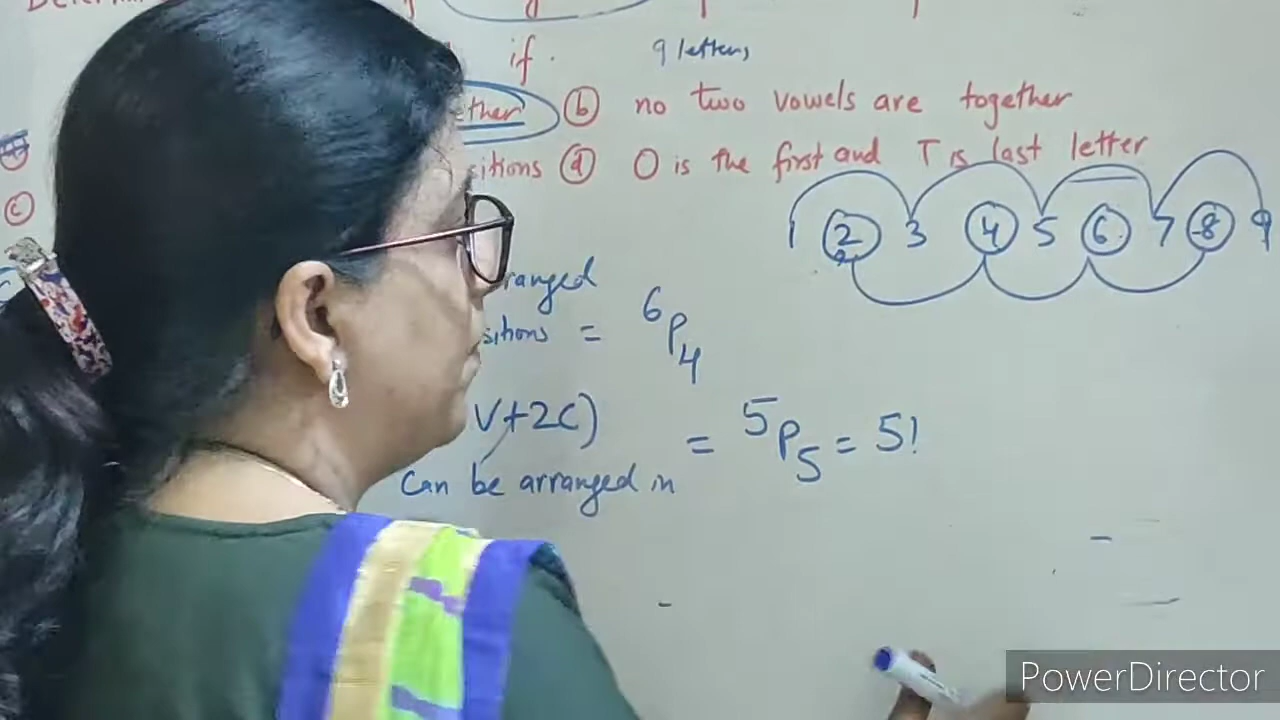 if. 9 letters
ether (b) no two vowels are together
sitions (d) O is the first and T is last letter
(c)
1 2 3 4 5 6 7 8 9
ranged
sitions = ⁶P₄
V+2C)
= ⁵P₅ = 5!
Can be arranged in
PowerDirector